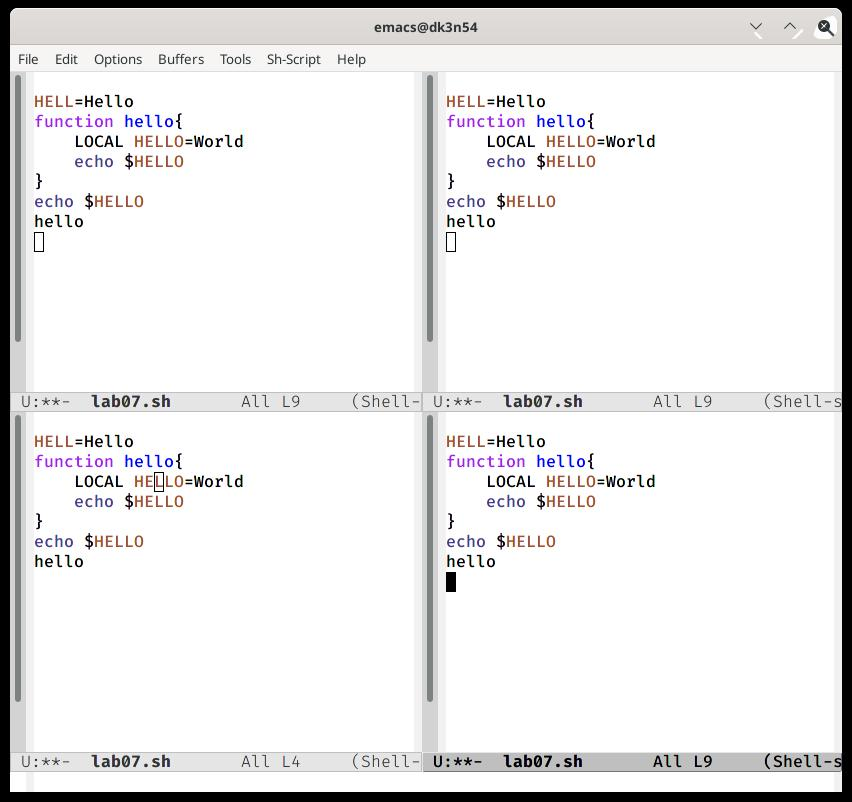 emacs@dk3n54
File Edit Options Buffers Tools Sh-Script Help
HELL=Hello
function hello{
    LOCAL HELLO=World
    echo $HELLO
}
echo $HELLO
hello
U:**-  lab07.sh       All L9     (Shell-
HELL=Hello
function hello{
    LOCAL HELLO=World
    echo $HELLO
}
echo $HELLO
hello
U:**-  lab07.sh       All L9     (Shell-s
HELL=Hello
function hello{
    LOCAL HELLO=World
    echo $HELLO
}
echo $HELLO
hello
U:**-  lab07.sh       All L4     (Shell-
HELL=Hello
function hello{
    LOCAL HELLO=World
    echo $HELLO
}
echo $HELLO
hello
U:**-  lab07.sh       All L9     (Shell-s